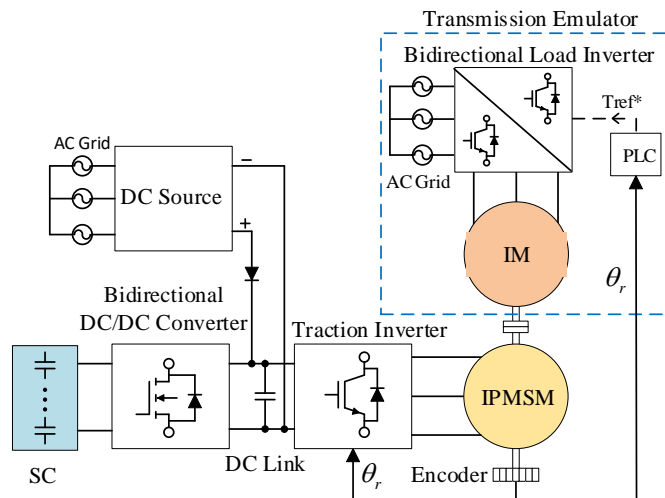 Transmission Emulator
Bidirectional Load Inverter
Tref*
PLC
AC Grid
AC Grid
DC Source
−
+
IM
θr
Bidirectional
DC/DC Converter
Traction Inverter
IPMSM
SC
DC Link
θr
Encoder